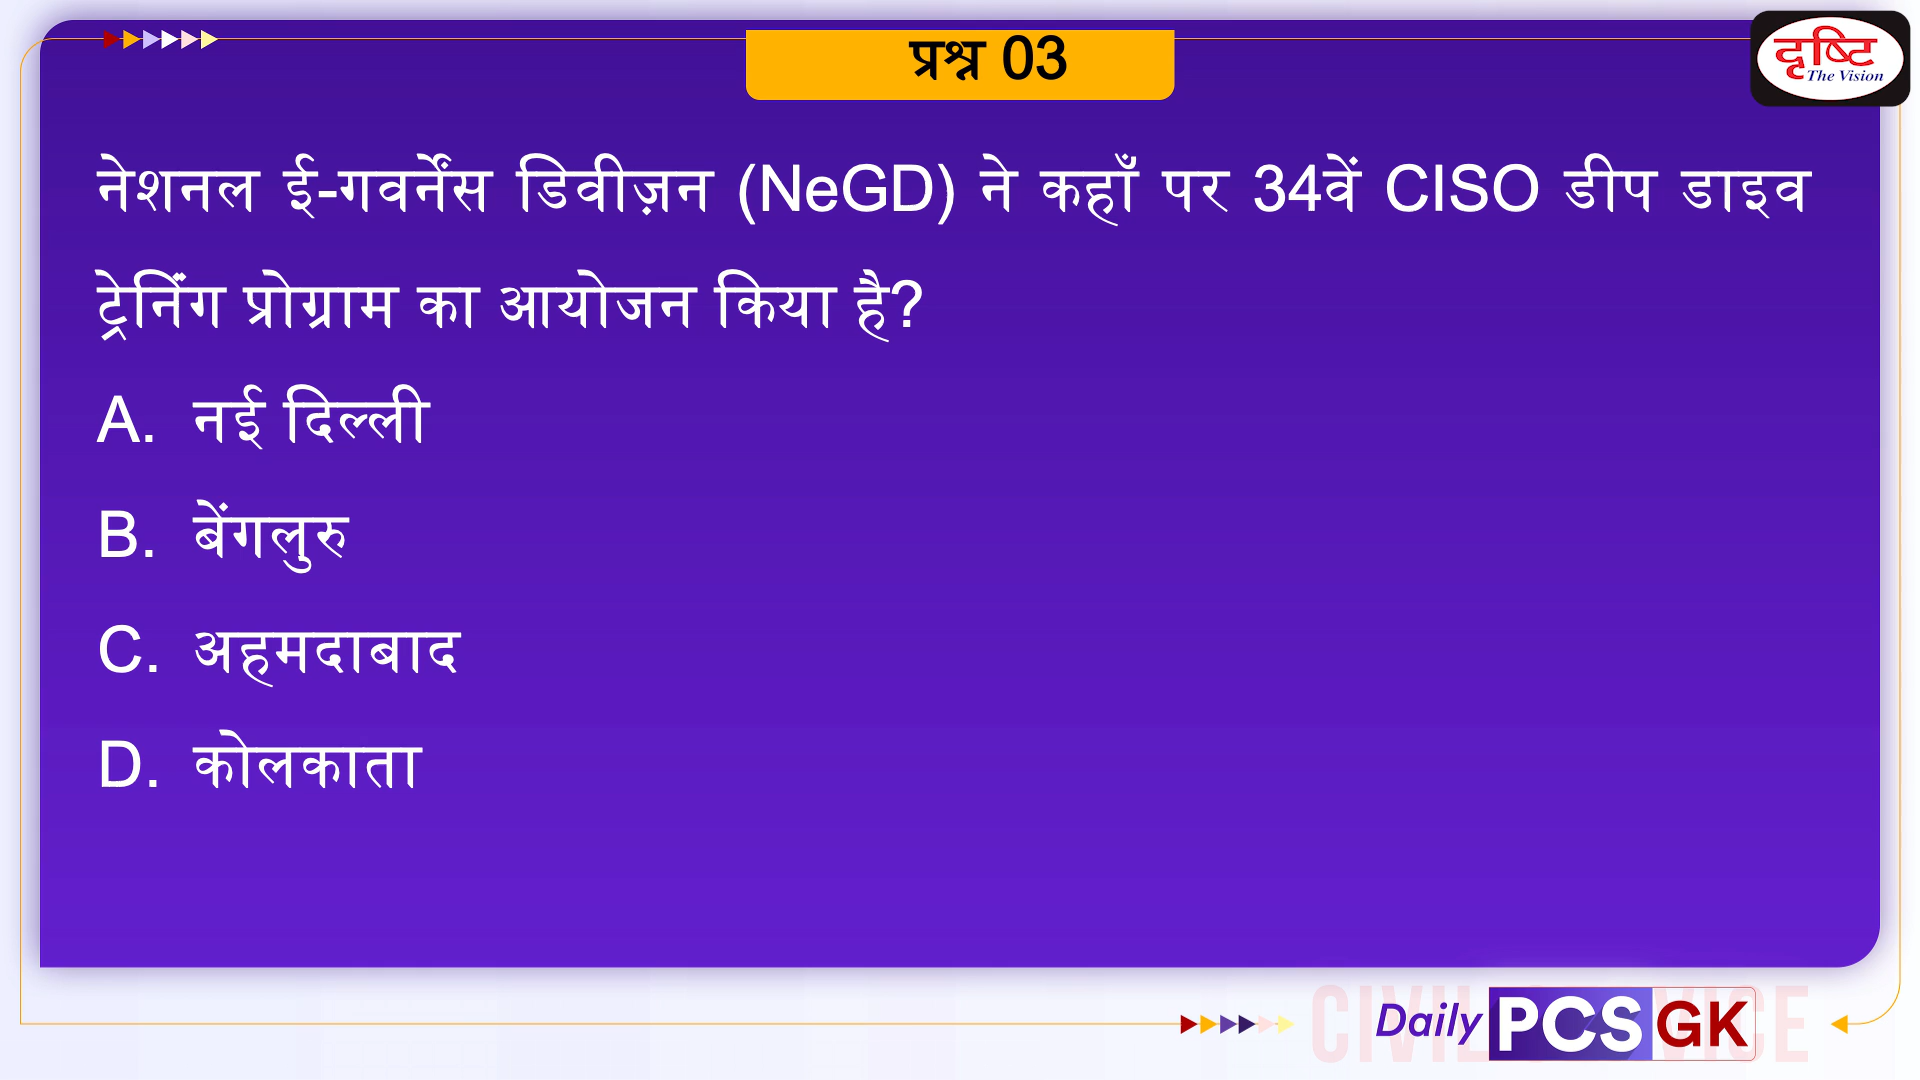 प्रश्न 03
दृष्टि
The Vision
नेशनल ई-गवर्नेंस डिवीज़न (NeGD) ने कहाँ पर 34वें CISO डीप डाइव
ट्रेनिंग प्रोग्राम का आयोजन किया है?
A. नई दिल्ली
B. बेंगलुरु
C. अहमदाबाद
D. कोलकाता
Daily PCS GK